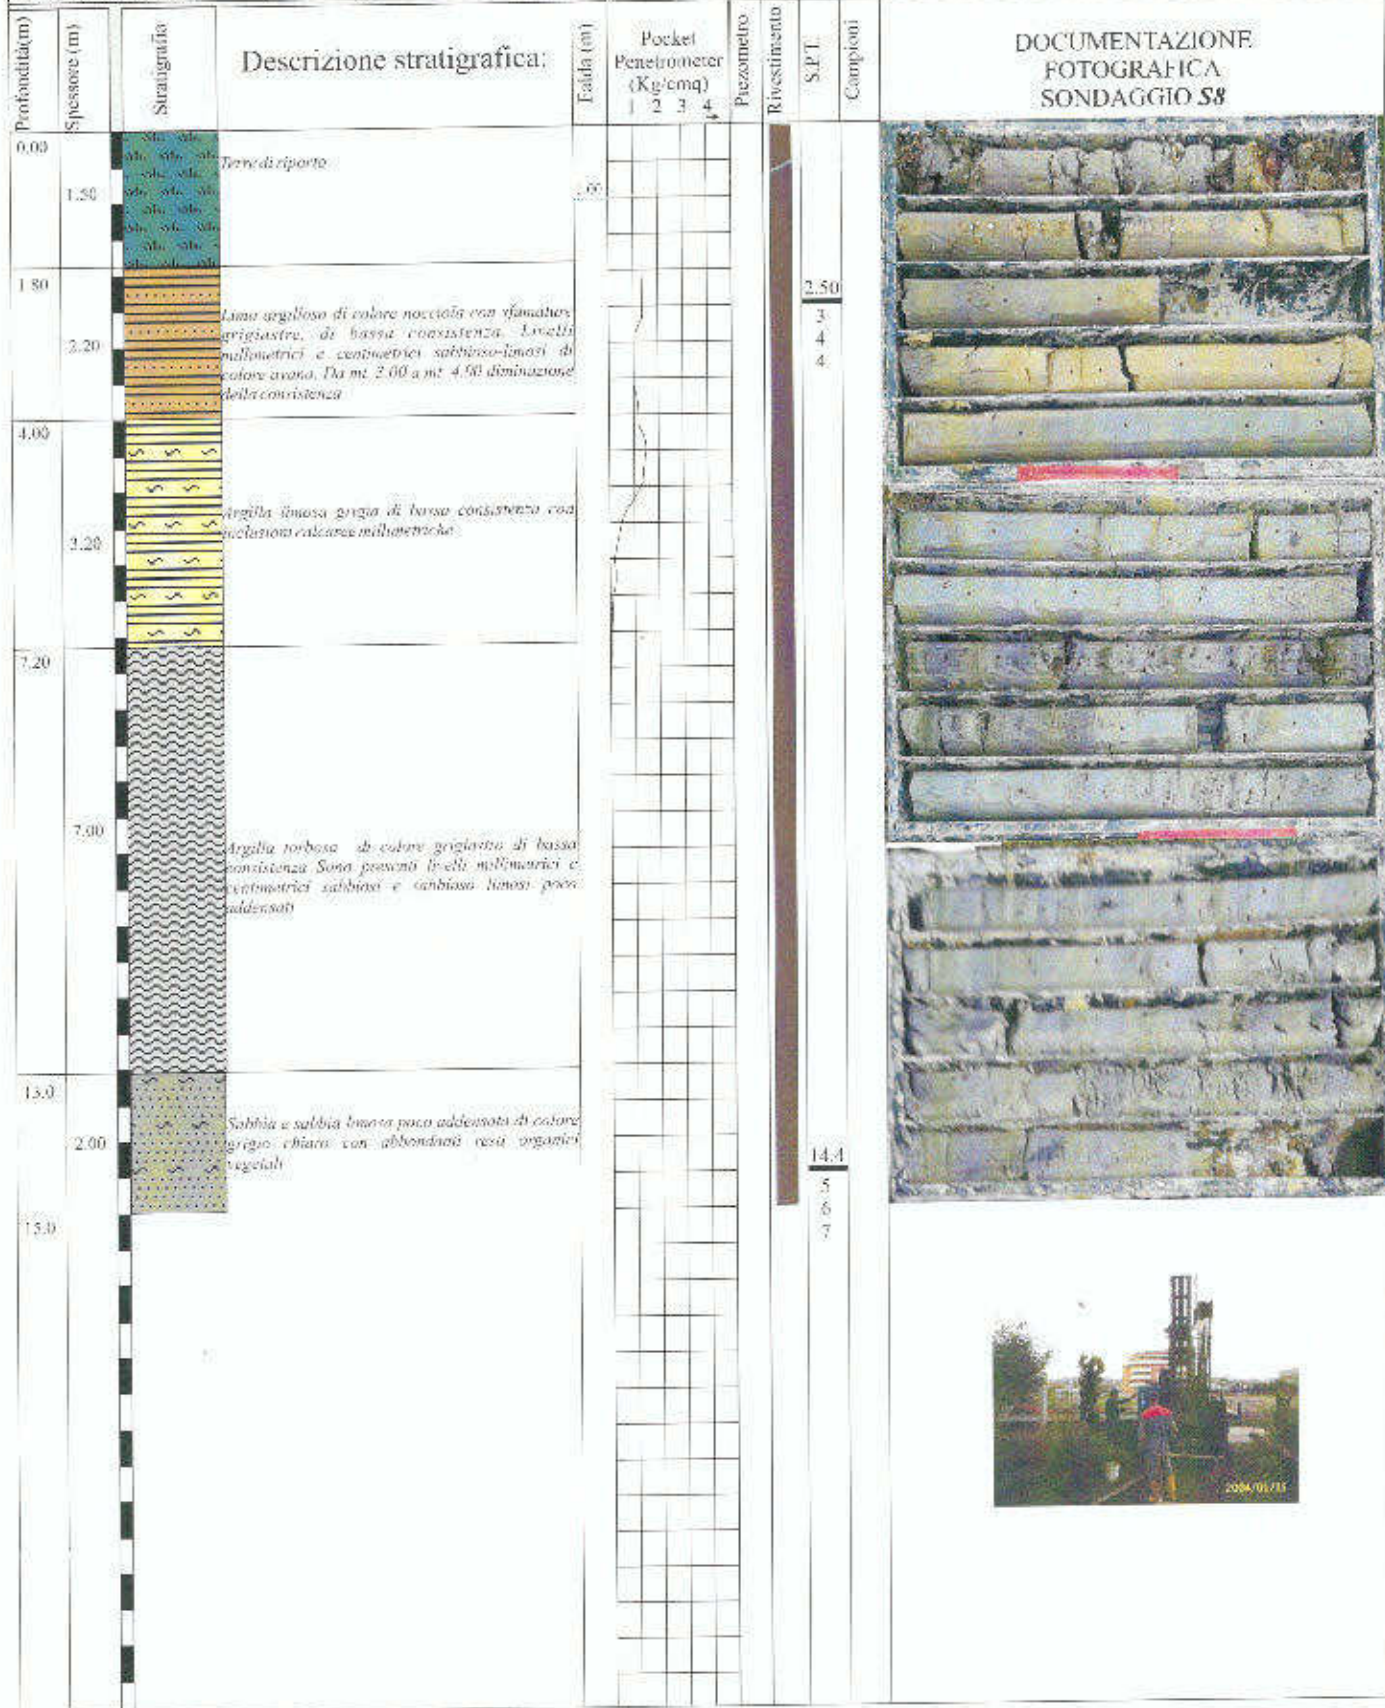 Profondità(m)
Spessore (m)
Stratigrafia
Descrizione stratigrafica:
Falda (m)
Pocket
Penetrometer
(Kg/cmq)
1 2 3 4
Piezometro
Rivestimento
S.P.T.
Campioni
DOCUMENTAZIONE
FOTOGRAFICA
SONDAGGIO S8
0,00
Terre di riporto
1.80
2.50
3
4
4
Limo argilloso di colore nocciola con sfumature
grigiastre, di bassa consistenza. Livelli
millimetrici e centimetrici sabbioso-limosi di
colore avana. Da mt. 3.00 a mt. 4.00 diminuzione
della consistenza
2.20
4.00
Argilla limosa grigia di bassa consistenza con
inclusioni calcaree millimetriche
3.20
7.20
7.00
Argilla torbosa di colore grigiastro di bassa
consistenza Sono presenti livelli millimetrici e
centimetrici sabbiosi e sabbioso limosi poco
addensati
13.0
Sabbia e sabbia limosa poco addensata di colore
grigio chiaro con abbondanti resti organici
vegetali
2.00
14.4
5
6
7
15.0